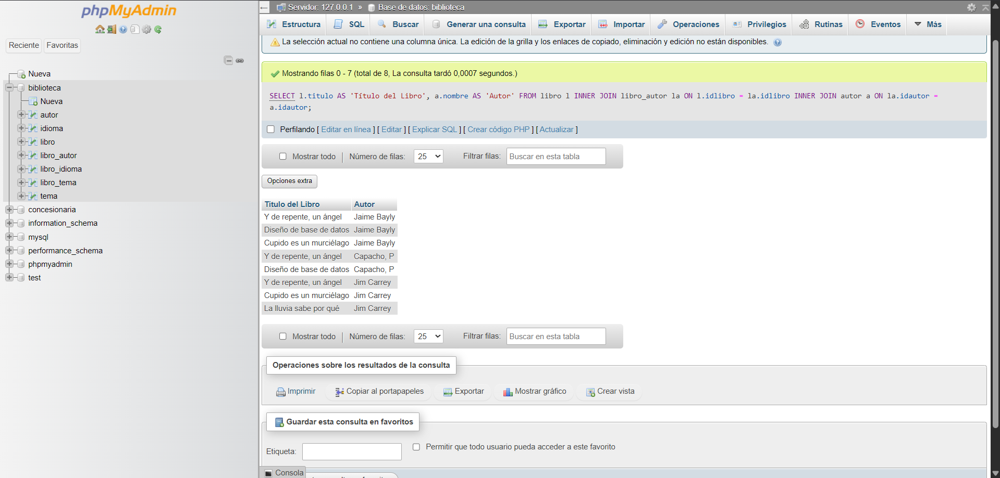 phpMyAdmin
Reciente
Favoritas
Nueva
biblioteca
Nueva
autor
idioma
libro
libro_autor
libro_idioma
libro_tema
tema
concesionaria
information_schema
mysql
performance_schema
phpmyadmin
test
Servidor: 127.0.0.1 » Base de datos: biblioteca
Estructura SQL Buscar Generar una consulta Exportar Importar Operaciones Privilegios Rutinas Eventos Más
La selección actual no contiene una columna única. La edición de la grilla y los enlaces de copiado, eliminación y edición no están disponibles.
Mostrando filas 0 - 7 (total de 8, La consulta tardó 0,0007 segundos.)
SELECT l.titulo AS 'Título del Libro', a.nombre AS 'Autor' FROM libro l INNER JOIN libro_autor la ON l.idlibro = la.idlibro INNER JOIN autor a ON la.idautor =
a.idautor;
Perfilando [ Editar en línea ] [ Editar ] [ Explicar SQL ] [ Crear código PHP ] [ Actualizar ]
Mostrar todo Número de filas: 25 Filtrar filas: Buscar en esta tabla
Opciones extra
Título del Libro Autor
Y de repente, un ángel Jaime Bayly
Diseño de base de datos Jaime Bayly
Cupido es un murciélago Jaime Bayly
Y de repente, un ángel Capacho, P
Diseño de base de datos Capacho, P
Y de repente, un ángel Jim Carrey
Cupido es un murciélago Jim Carrey
La lluvia sabe por qué Jim Carrey
Mostrar todo Número de filas: 25 Filtrar filas: Buscar en esta tabla
Operaciones sobre los resultados de la consulta
Imprimir Copiar al portapapeles Exportar Mostrar gráfico Crear vista
Guardar esta consulta en favoritos
Etiqueta: Permitir que todo usuario pueda acceder a este favorito
Consola